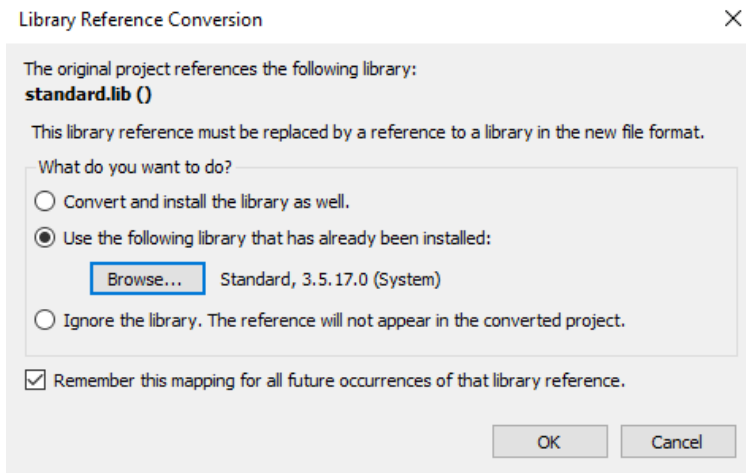 Library Reference Conversion
The original project references the following library:
standard.lib ()
This library reference must be replaced by a reference to a library in the new file format.
What do you want to do?
Convert and install the library as well.
Use the following library that has already been installed:
Browse... Standard, 3.5.17.0 (System)
Ignore the library. The reference will not appear in the converted project.
Remember this mapping for all future occurrences of that library reference.
OK Cancel